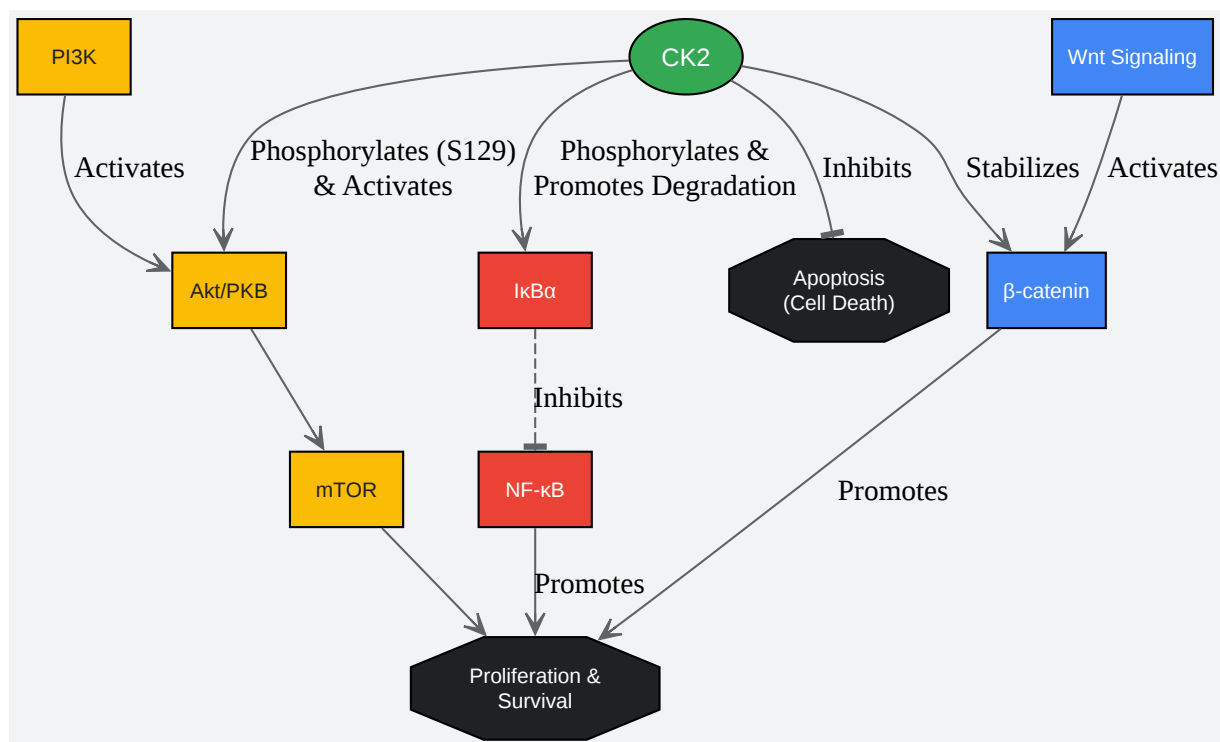 PI3K
CK2
Wnt Signaling
Activates
Phosphorylates (S129)
& Activates
Phosphorylates &
Promotes Degradation
Inhibits
Stabilizes
Activates
Akt/PKB
IκBα
Apoptosis
(Cell Death)
β-catenin
Inhibits
mTOR
NF-κB
Promotes
Promotes
Proliferation &
Survival